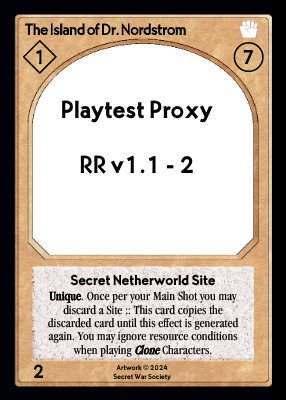 The Island of Dr. Nordstrom
1
7
Playtest Proxy
RR v1.1 - 2
Secret Netherworld Site
Unique. Once per your Main Shot you may
discard a Site :: This card copies the
discarded card until this effect is generated
again. You may ignore resource conditions
when playing Clone Characters.
2
Artwork © 2024
Secret War Society